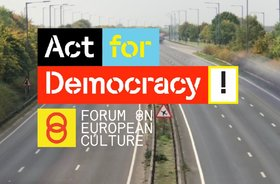 Act for
Democracy!
FORUM ON
EUROPEAN
CULTURE